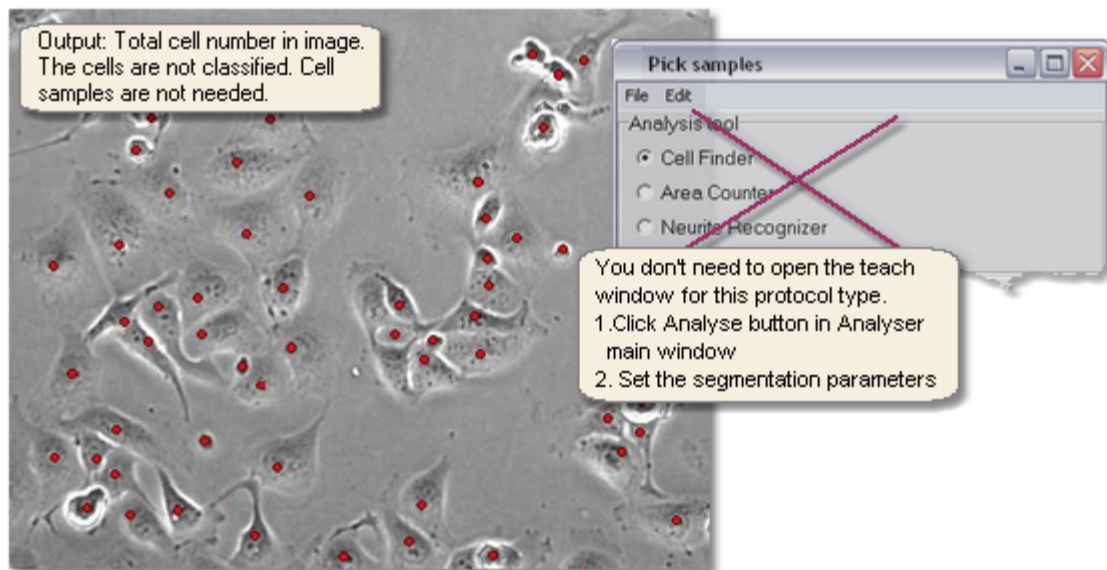 Output: Total cell number in image.
The cells are not classified. Cell
samples are not needed.
Pick samples
File Edit
Analysis tool
Cell Finder
Area Counter
Neurite Recognizer
You don't need to open the teach
window for this protocol type.
1.Click Analyse button in Analyser
main window
2. Set the segmentation parameters